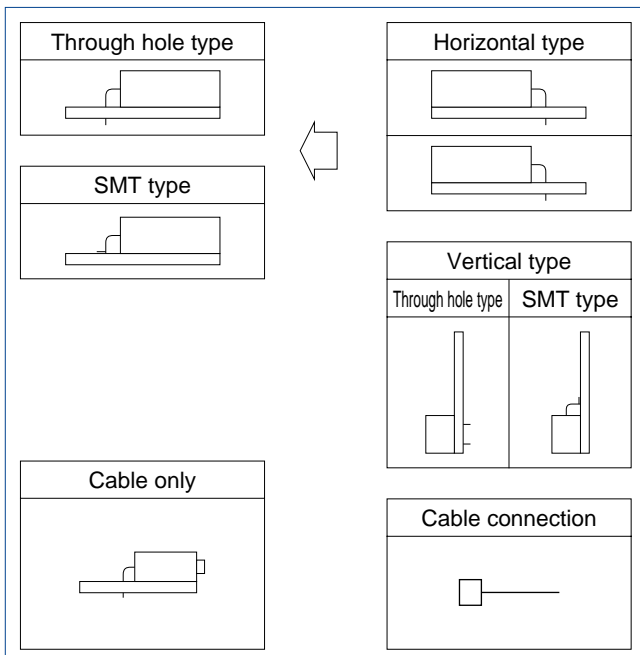 Through hole type
Horizontal type
SMT type
Vertical type
Through hole type
SMT type
Cable only
Cable connection